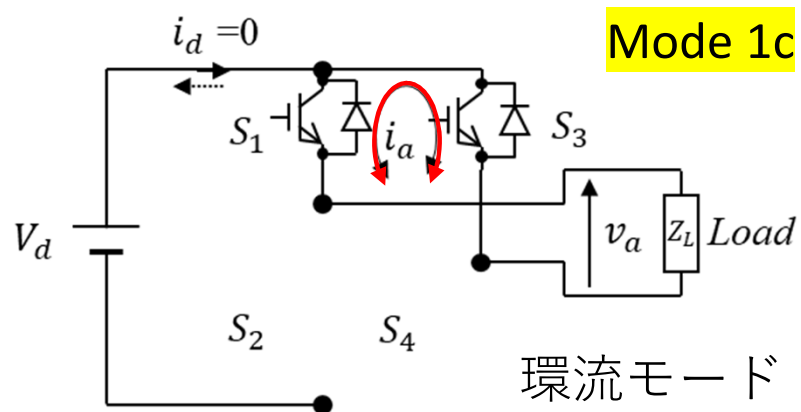 i_d =0
Mode 1c
S_1
i_a
S_3
V_d
v_a
Z_L
Load
S_2
S_4
環流モード